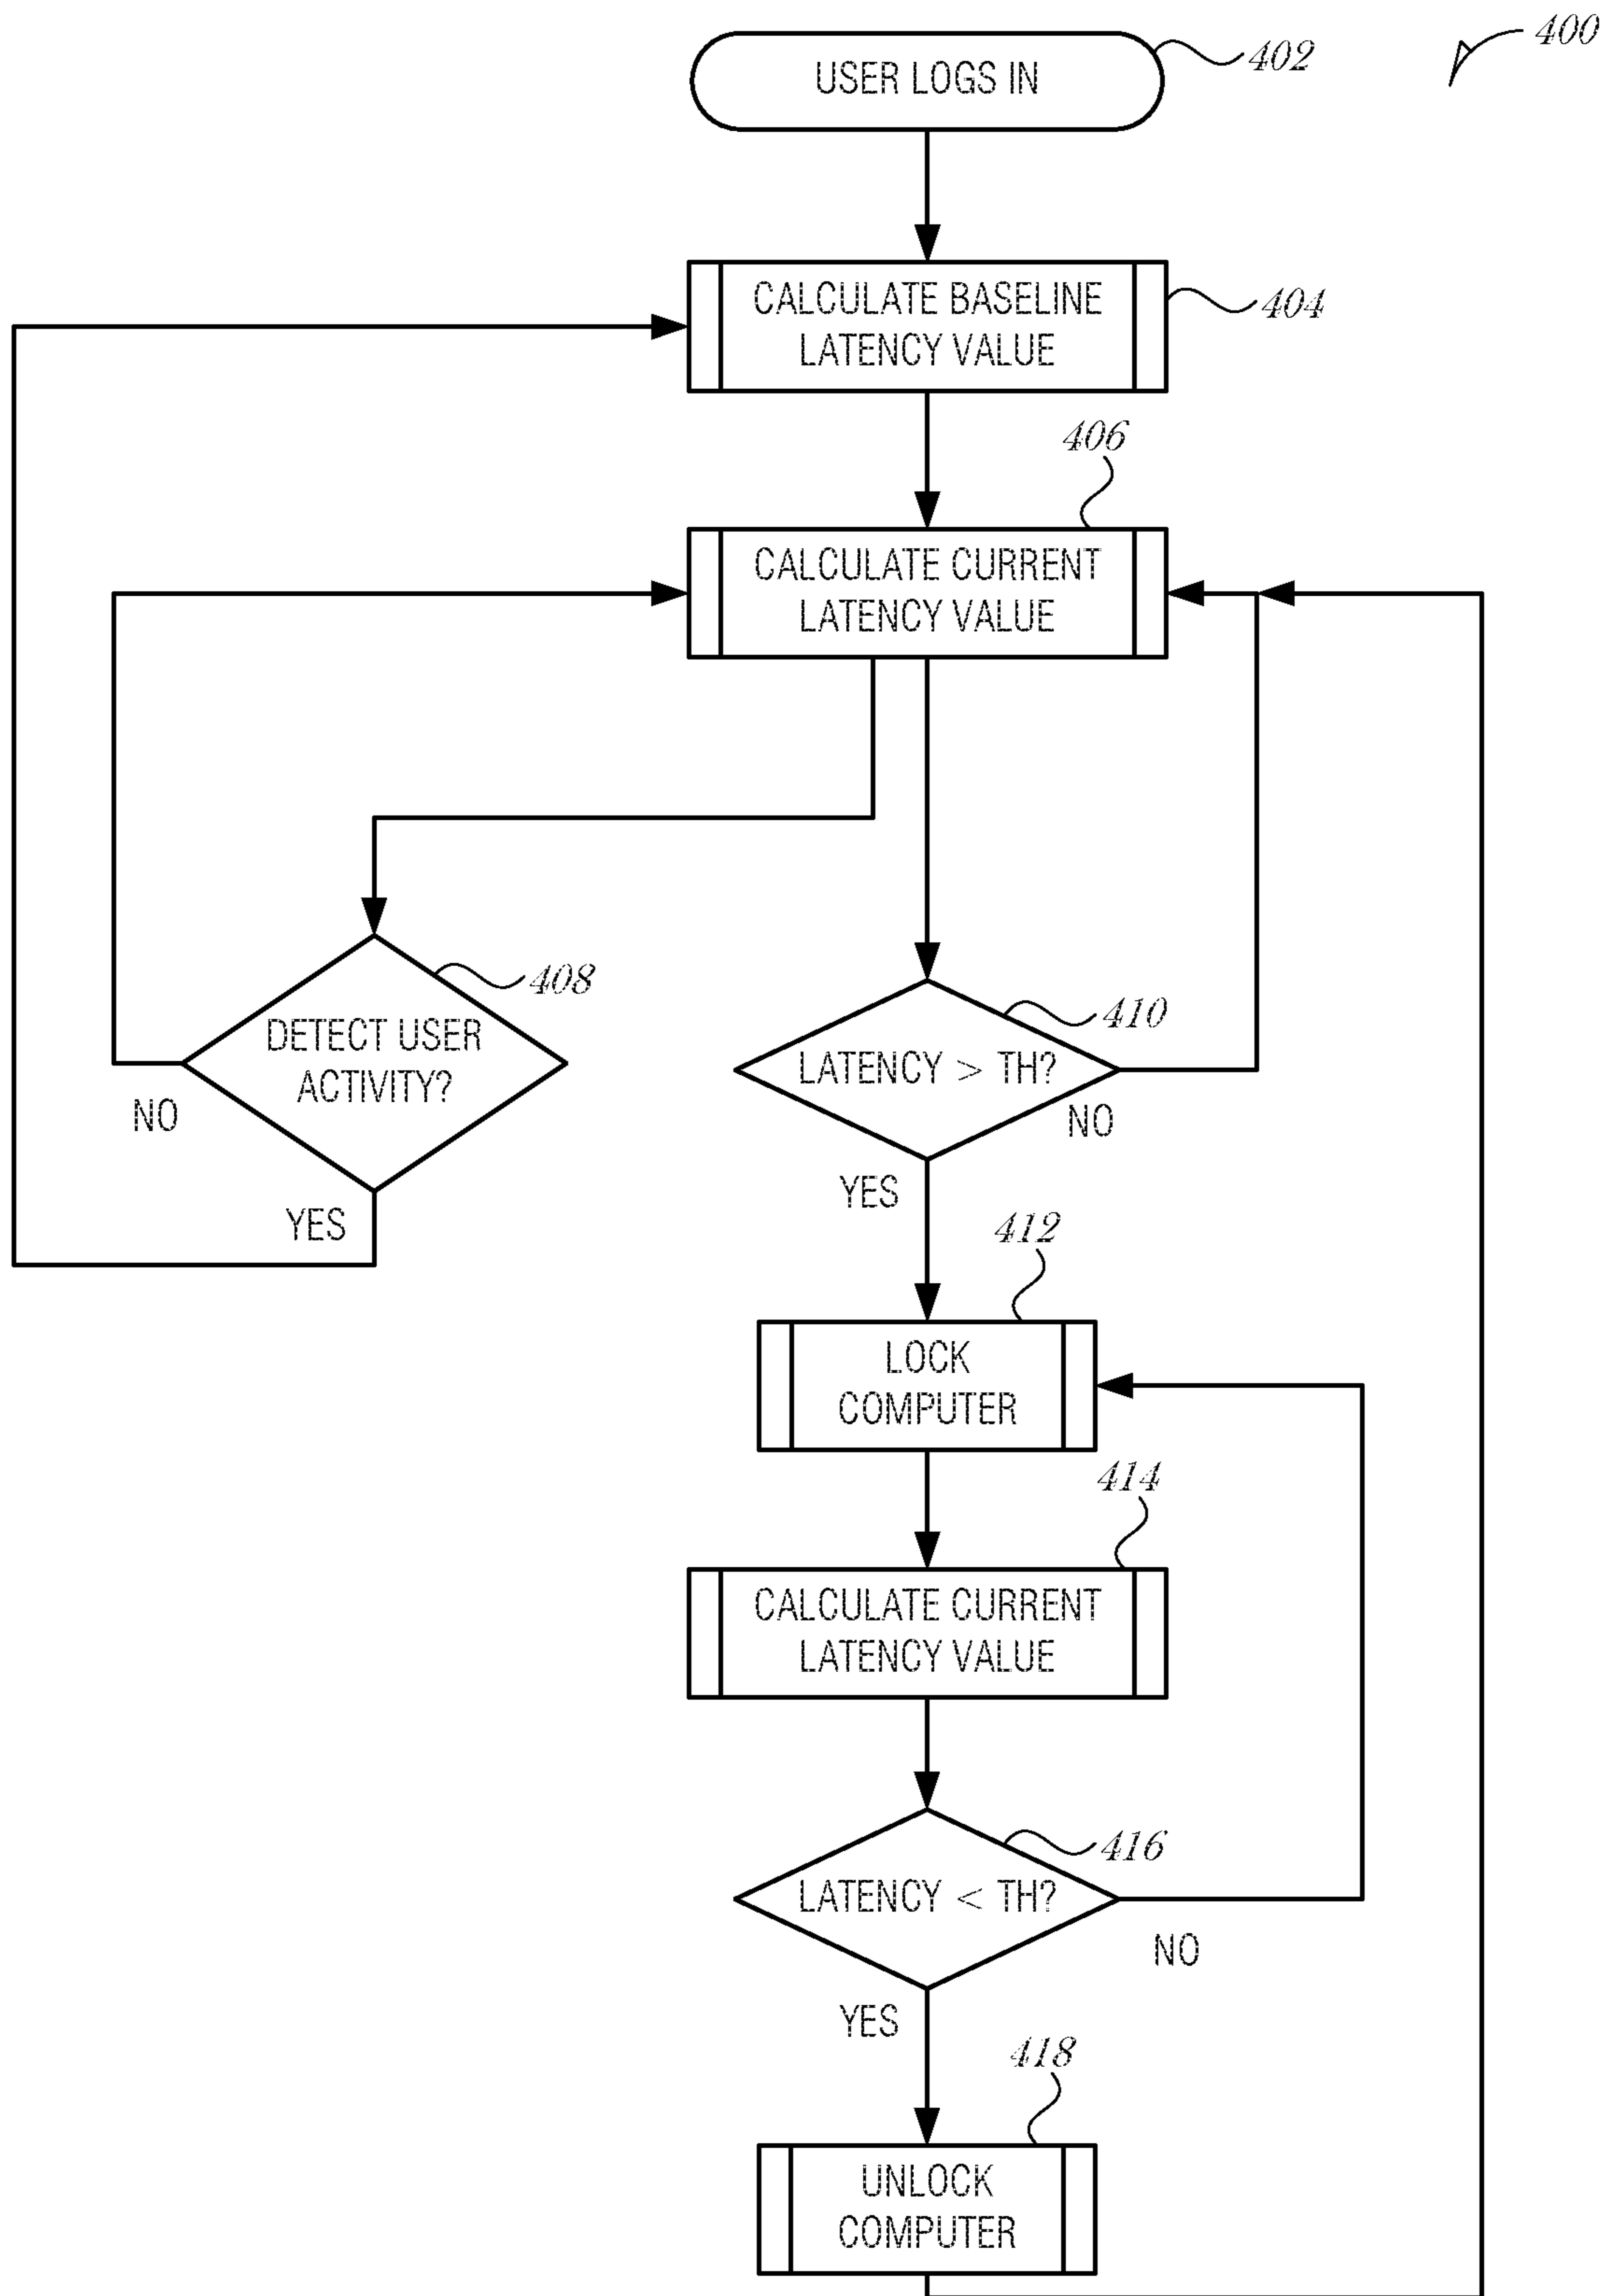 400
USER LOGS IN
402
CALCULATE BASELINE
LATENCY VALUE
404
406
CALCULATE CURRENT
LATENCY VALUE
408
DETECT USER
ACTIVITY?
NO
YES
410
LATENCY > TH?
NO
YES
412
LOCK
COMPUTER
414
CALCULATE CURRENT
LATENCY VALUE
416
LATENCY < TH?
NO
YES
418
UNLOCK
COMPUTER